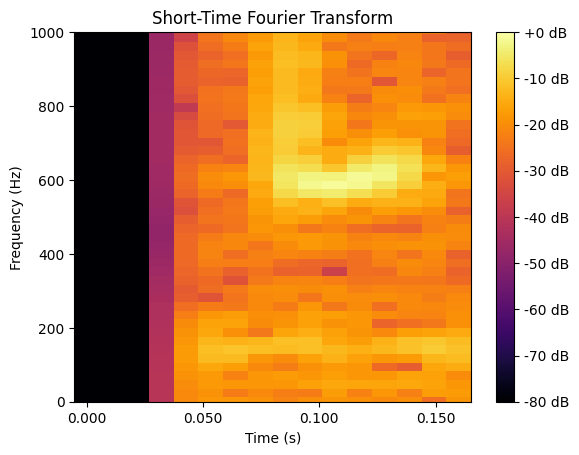 Short-Time Fourier Transform
Frequency (Hz)
1000
800
600
400
200
0
0.000
0.050
0.100
0.150
Time (s)
+0 dB
-10 dB
-20 dB
-30 dB
-40 dB
-50 dB
-60 dB
-70 dB
-80 dB